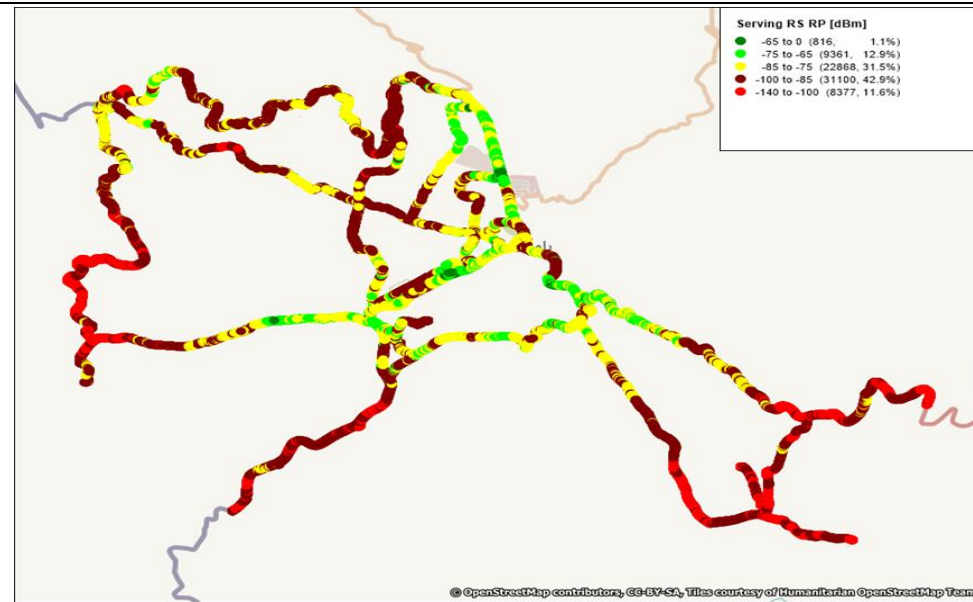 Serving RS RP [dBm]
-65 to 0 (816, 1.1%)
-75 to -65 (9361, 12.9%)
-85 to -75 (22868, 31.5%)
-100 to -85 (31100, 42.9%)
-140 to -100 (8377, 11.6%)
© OpenStreetMap contributors, CC-BY-SA, Tiles courtesy of Humanitarian OpenStreetMap Team